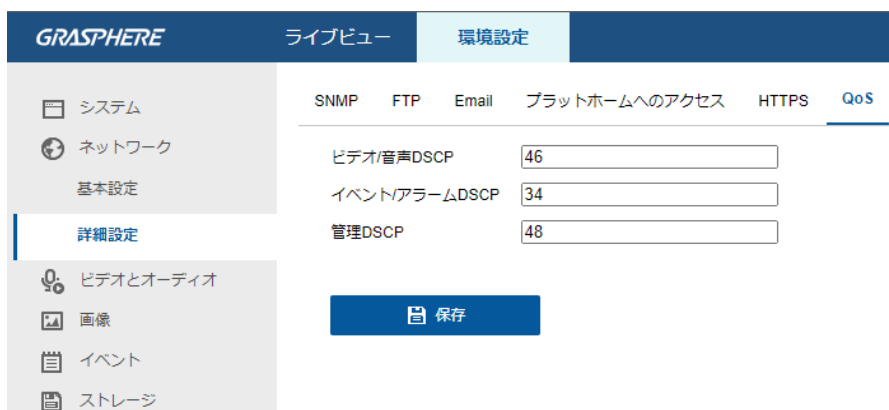 GRASPHERE
ライブビュー
環境設定
システム
ネットワーク
基本設定
詳細設定
ビデオとオーディオ
画像
イベント
ストレージ
SNMP FTP Email プラットホームへのアクセス HTTPS QoS
ビデオ/音声DSCP 46
イベント/アラームDSCP 34
管理DSCP 48
保存